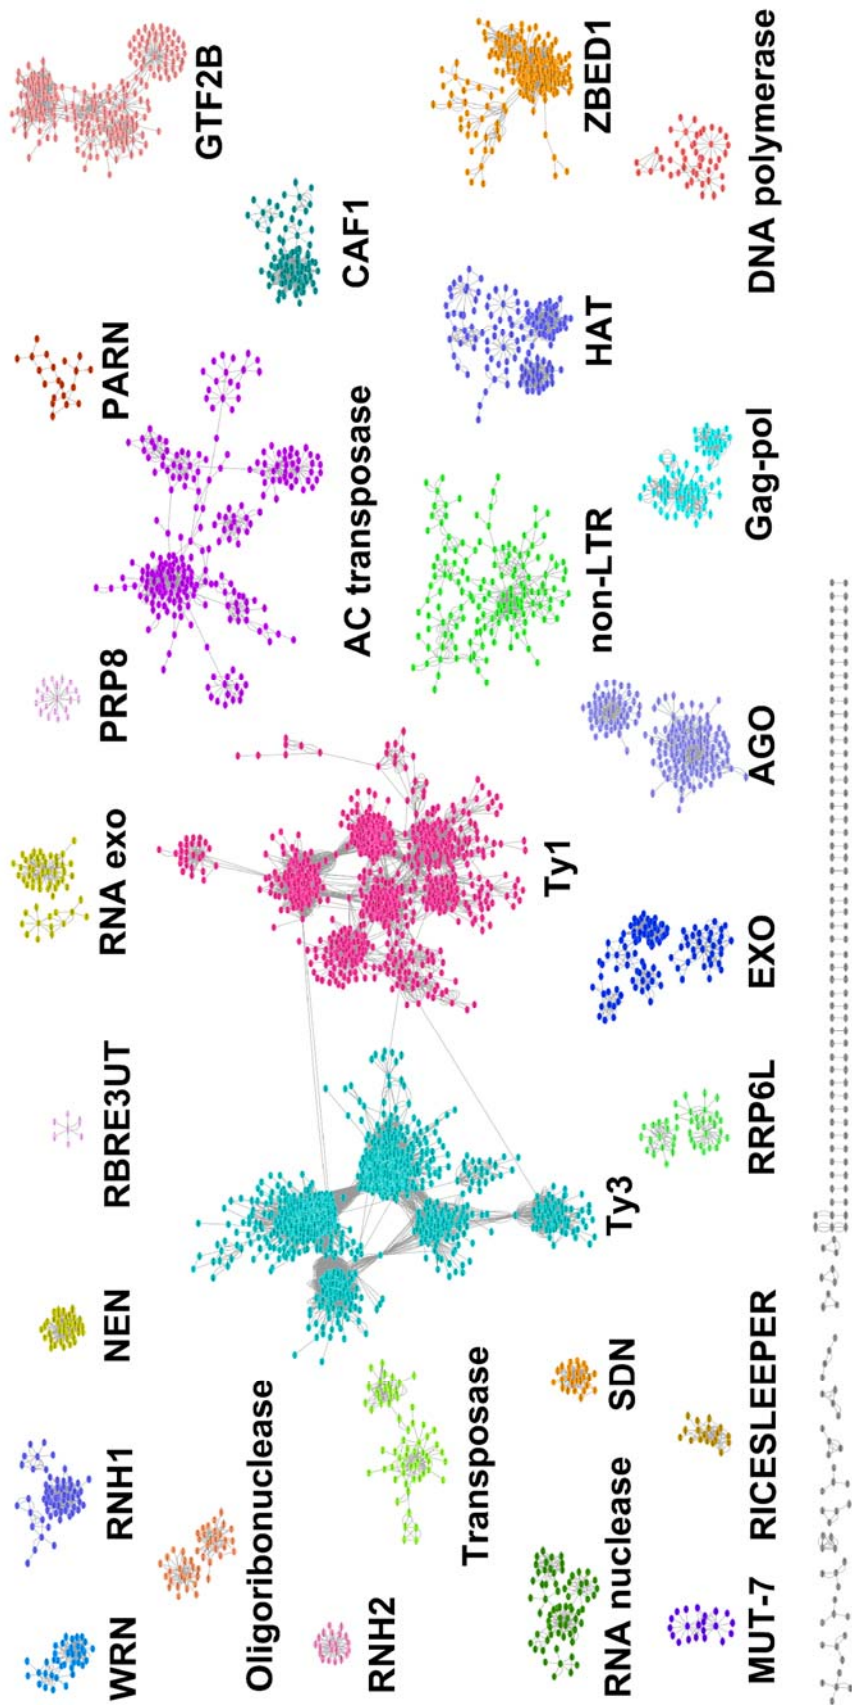 WRN
RNH1
NEN
RBRE3UT
RNA exo
PRP8
PARN
GTF2B
Oligoribonuclease
CAF1
RNH2
AC transposase
Transposase
Ty1
Ty3
RNA nuclease
SDN
non-LTR
HAT
ZBED1
MUT-7
RICESLEEPER
RRP6L
EXO
AGO
Gag-pol
DNA polymerase